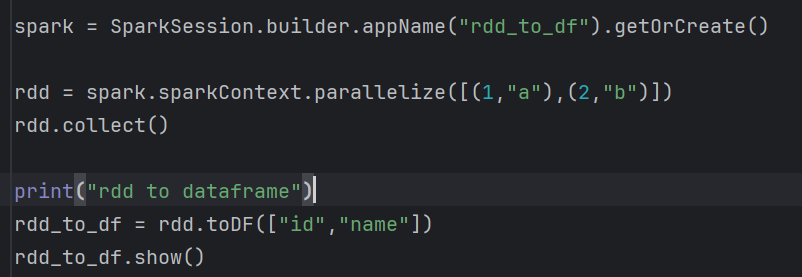 spark = SparkSession.builder.appName("rdd_to_df").getOrCreate()
rdd = spark.sparkContext.parallelize([(1,"a"),(2,"b")])
rdd.collect()
print("rdd to dataframe")
rdd_to_df = rdd.toDF(["id","name"])
rdd_to_df.show()